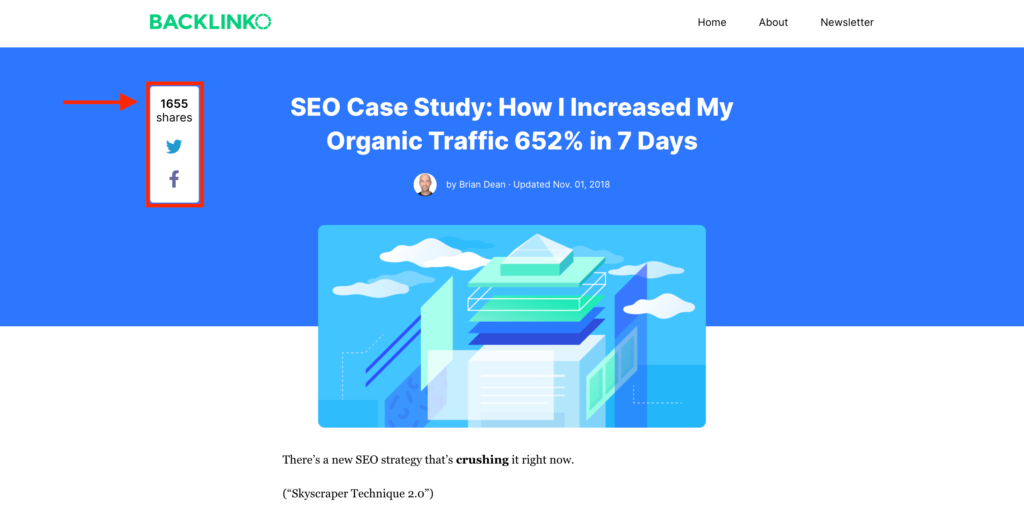 BACKLINKO
Home
About
Newsletter
1655
shares
SEO Case Study: How I Increased My
Organic Traffic 652% in 7 Days
by Brian Dean · Updated Nov. 01, 2018
There’s a new SEO strategy that’s crushing it right now.
(“Skyscraper Technique 2.0”)